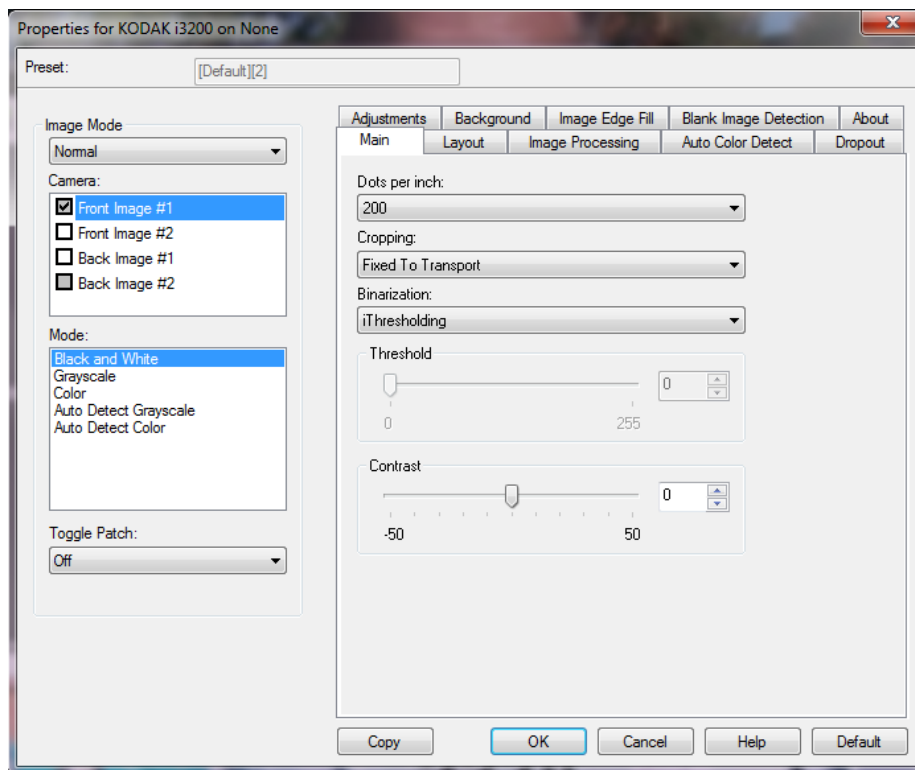 Properties for KODAK i3200 on None
Preset: [Default][2]
Image Mode
Normal
Camera:
Front Image #1
Front Image #2
Back Image #1
Back Image #2
Mode:
Black and White
Grayscale
Color
Auto Detect Grayscale
Auto Detect Color
Toggle Patch:
Off
Adjustments Background Image Edge Fill Blank Image Detection About
Main Layout Image Processing Auto Color Detect Dropout
Dots per inch:
200
Cropping:
Fixed To Transport
Binarization:
iThresholding
Threshold
0
0 255
Contrast
0
-50 50
Copy OK Cancel Help Default